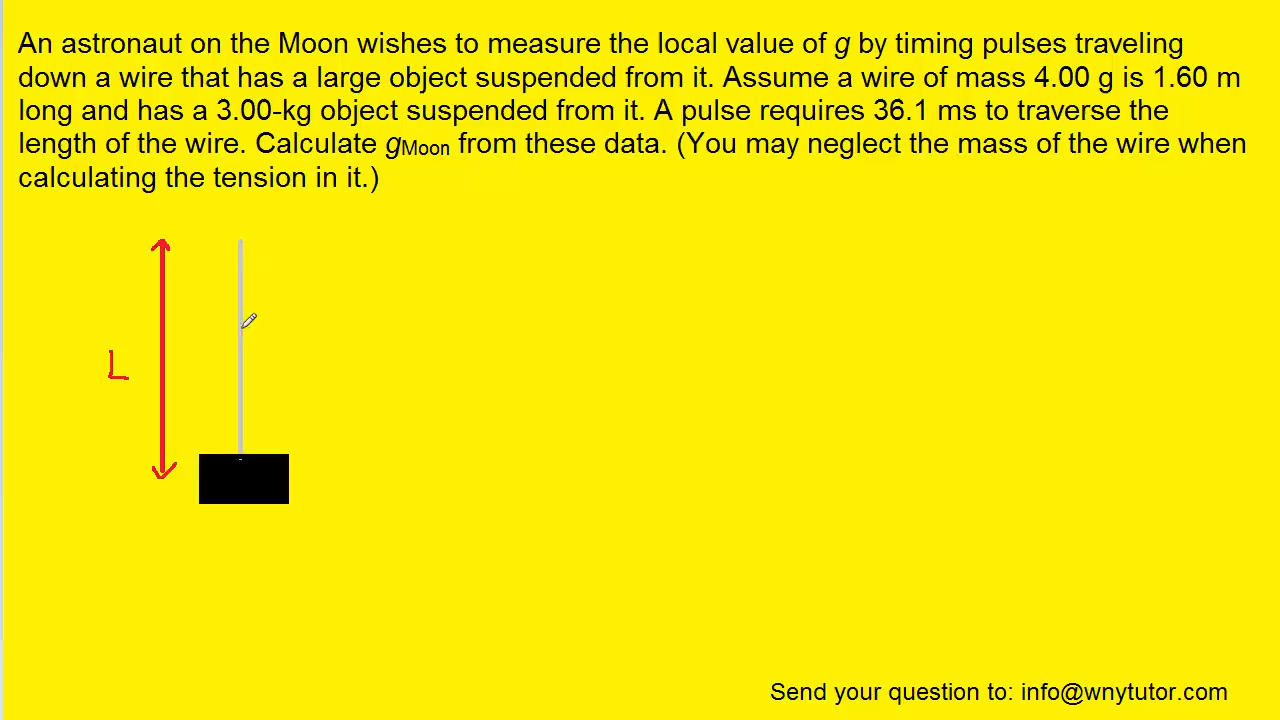 An astronaut on the Moon wishes to measure the local value of g by timing pulses traveling
down a wire that has a large object suspended from it. Assume a wire of mass 4.00 g is 1.60 m
long and has a 3.00-kg object suspended from it. A pulse requires 36.1 ms to traverse the
length of the wire. Calculate gMoon from these data. (You may neglect the mass of the wire when
calculating the tension in it.)
L
Send your question to: info@wnytutor.com